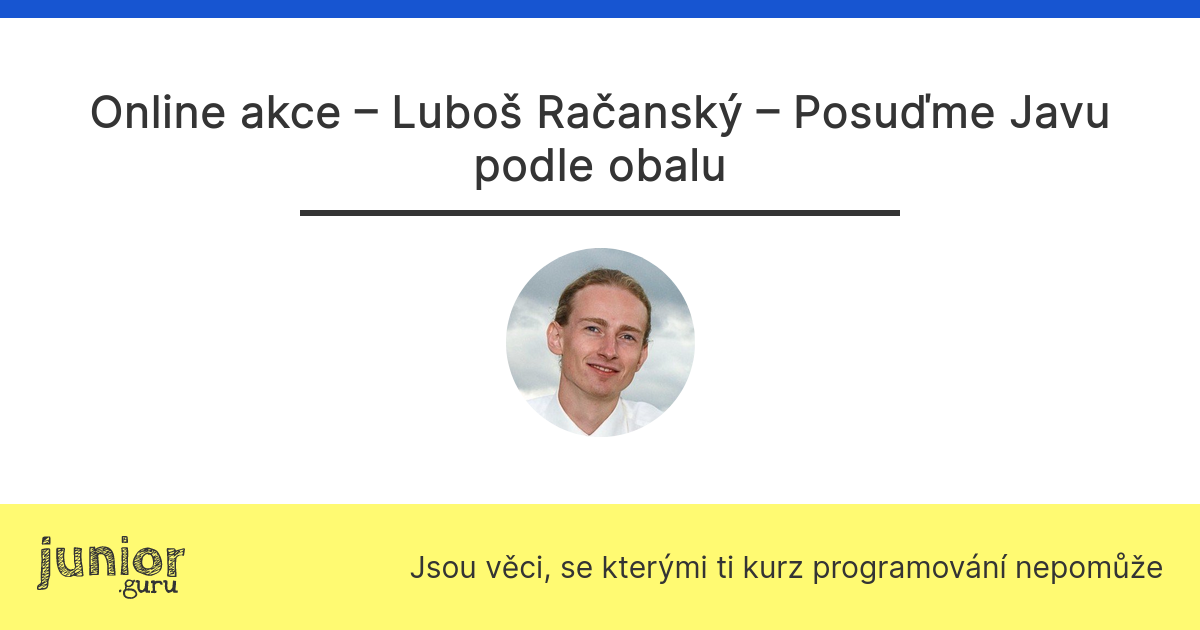 Online akce – Luboš Račanský – Posuďme Javu
podle obalu
junior
.guru
Jsou věci, se kterými ti kurz programování nepomůže